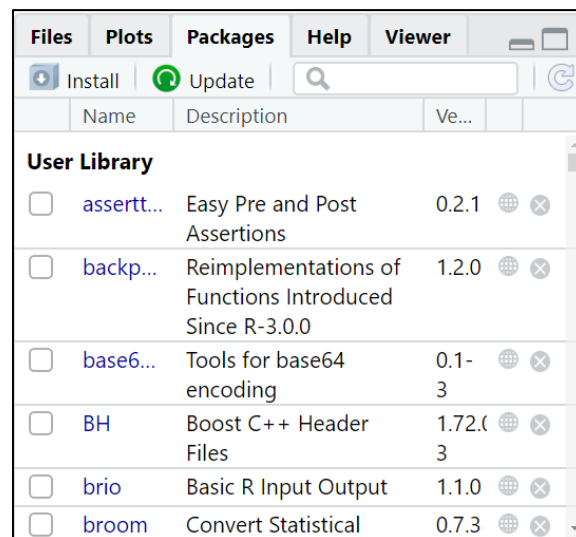 Files Plots Packages Help Viewer
Install Update
Name Description Ve...
User Library
assertt... Easy Pre and Post 0.2.1
Assertions
backp... Reimplementations of 1.2.0
Functions Introduced
Since R-3.0.0
base6... Tools for base64 0.1-
encoding 3
BH Boost C++ Header 1.72.(
Files 3
brio Basic R Input Output 1.1.0
broom Convert Statistical 0.7.3